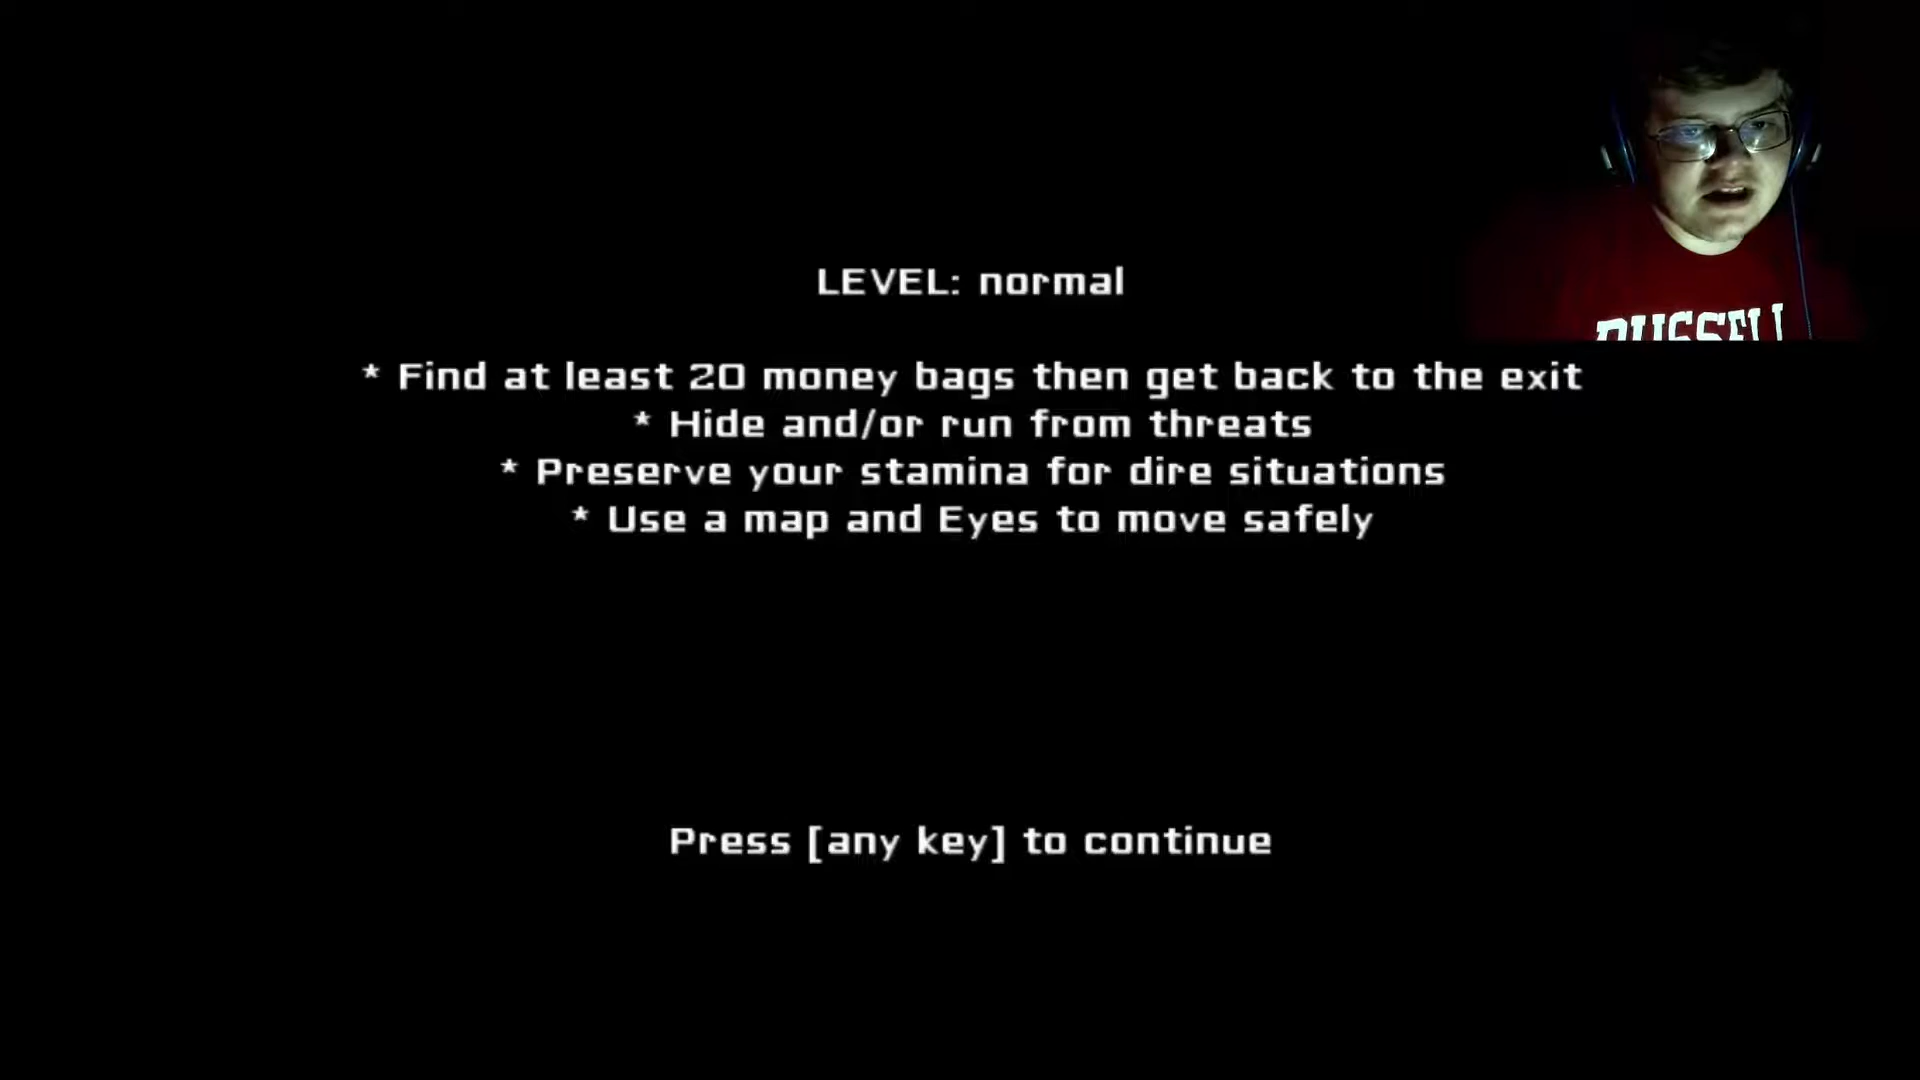 RUSSELL
LEVEL: normal
* Find at least 20 money bags then get back to the exit
* Hide and/or run from threats
* Preserve your stamina for dire situations
* Use a map and Eyes to move safely
Press [any key] to continue